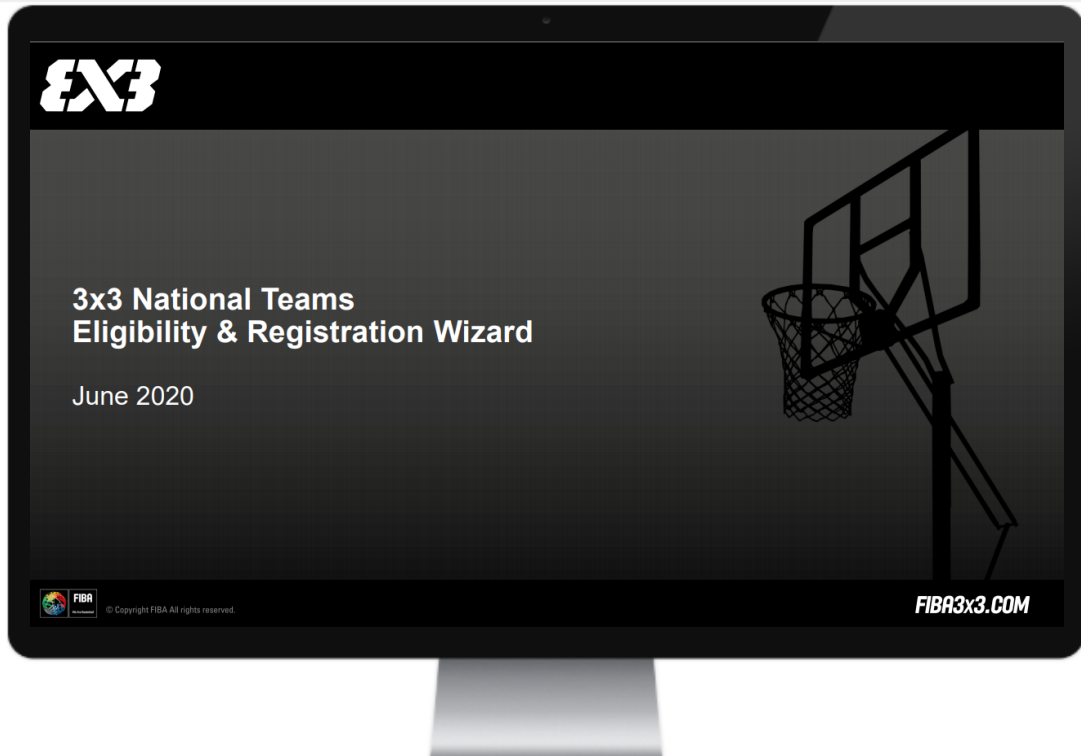 3X3
3x3 National Teams
Eligibility & Registration Wizard
June 2020
FIBA
© Copyright FIBA All rights reserved.
FIBA3x3.COM